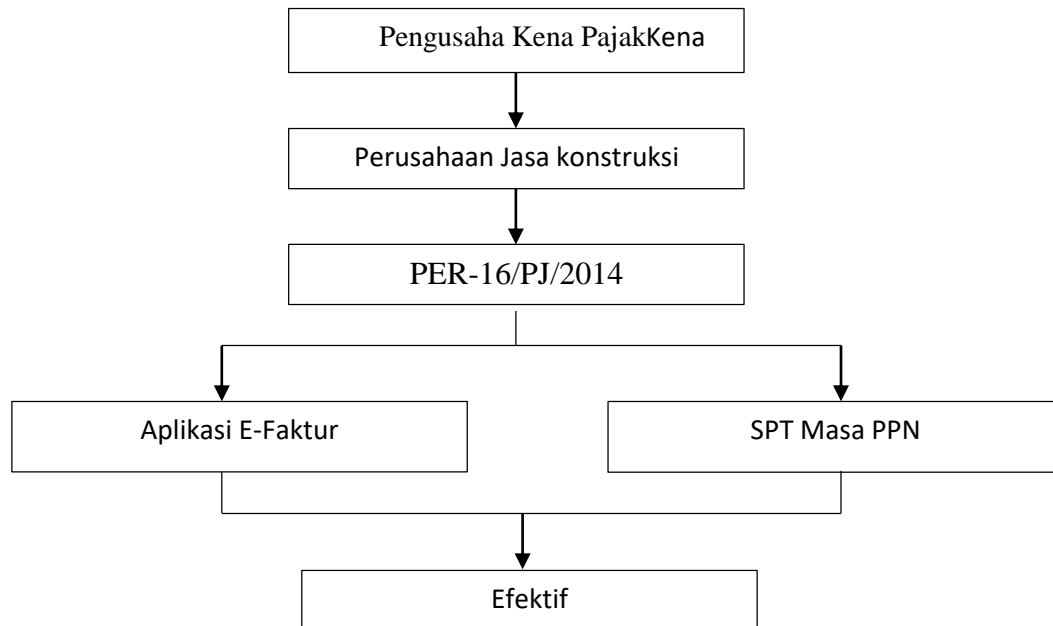 Pengusaha Kena PajakKena
Perusahaan Jasa konstruksi
PER-16/PJ/2014
Aplikasi E-Faktur
SPT Masa PPN
Efektif